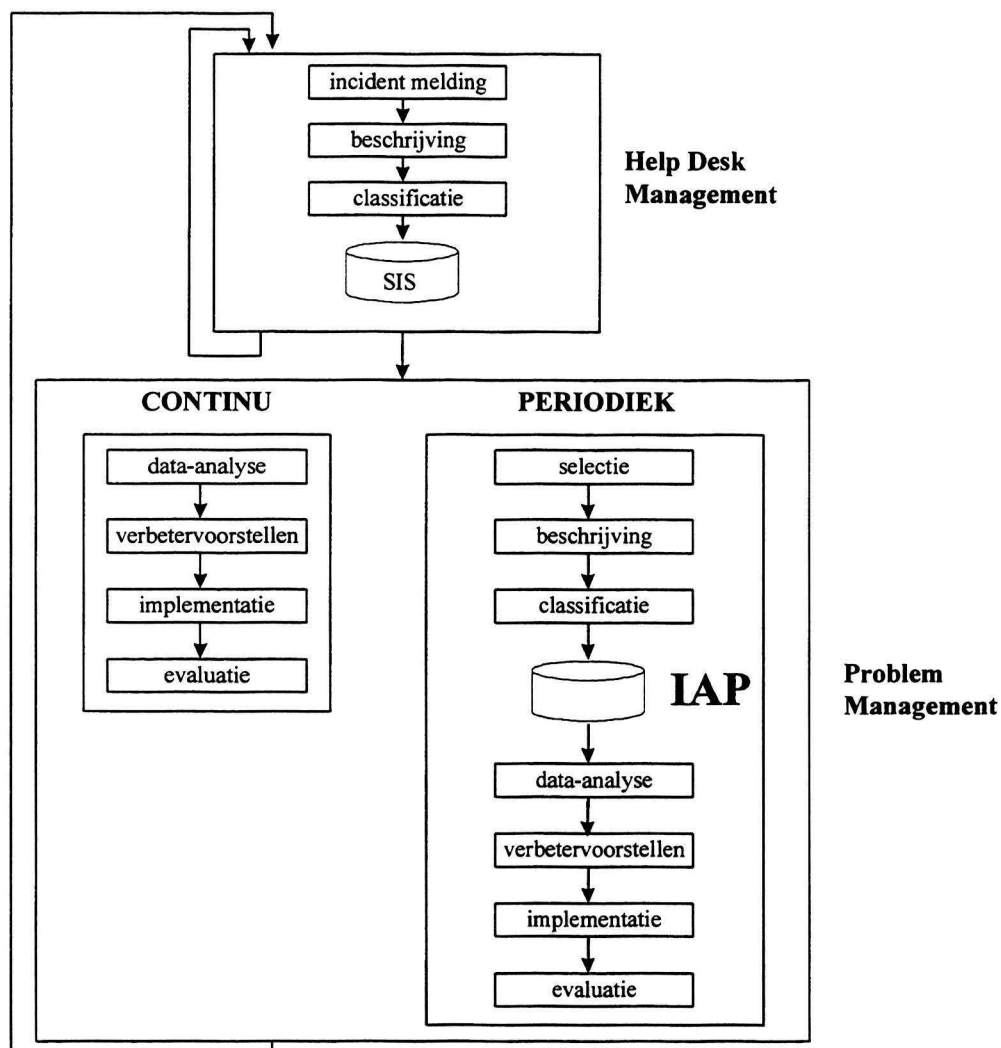 incident melding
beschrijving
classificatie
SIS
Help Desk
Management
CONTINU
data-analyse
verbetervoorstellen
implementatie
evaluatie
PERIODIEK
selectie
beschrijving
classificatie
IAP
data-analyse
verbetervoorstellen
implementatie
evaluatie
Problem
Management